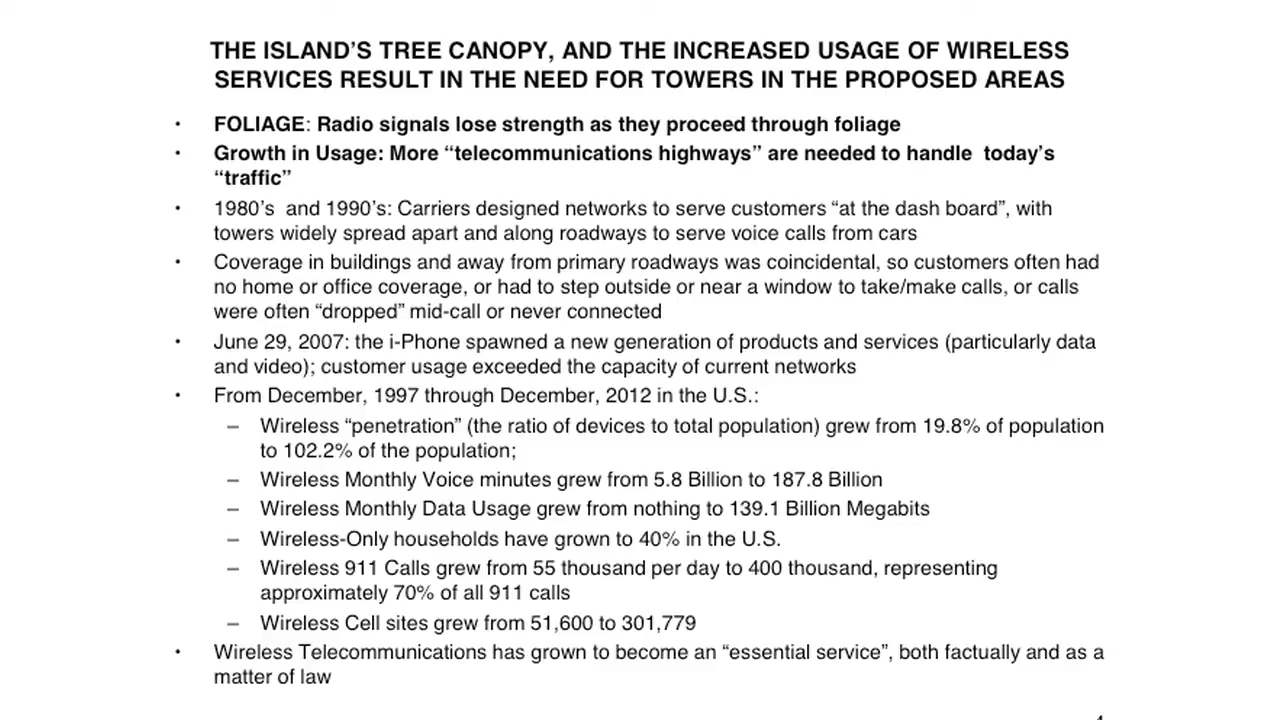 THE ISLAND’S TREE CANOPY, AND THE INCREASED USAGE OF WIRELESS
SERVICES RESULT IN THE NEED FOR TOWERS IN THE PROPOSED AREAS
• FOLIAGE: Radio signals lose strength as they proceed through foliage
• Growth in Usage: More “telecommunications highways” are needed to handle  today’s
“traffic”
• 1980’s  and 1990’s: Carriers designed networks to serve customers “at the dash board”, with
towers widely spread apart and along roadways to serve voice calls from cars
• Coverage in buildings and away from primary roadways was coincidental, so customers often had
no home or office coverage, or had to step outside or near a window to take/make calls, or calls
were often “dropped” mid-call or never connected
• June 29, 2007: the i-Phone spawned a new generation of products and services (particularly data
and video); customer usage exceeded the capacity of current networks
• From December, 1997 through December, 2012 in the U.S.:
– Wireless “penetration” (the ratio of devices to total population) grew from 19.8% of population
to 102.2% of the population;
– Wireless Monthly Voice minutes grew from 5.8 Billion to 187.8 Billion
– Wireless Monthly Data Usage grew from nothing to 139.1 Billion Megabits
– Wireless-Only households have grown to 40% in the U.S.
– Wireless 911 Calls grew from 55 thousand per day to 400 thousand, representing
approximately 70% of all 911 calls
– Wireless Cell sites grew from 51,600 to 301,779
• Wireless Telecommunications has grown to become an “essential service”, both factually and as a
matter of law